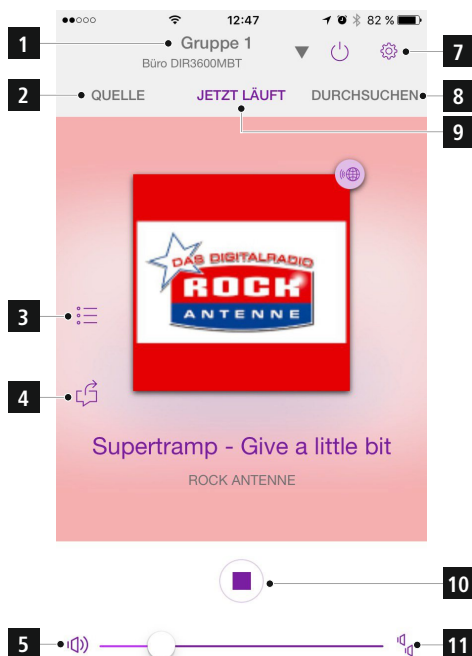 12:47
82 %
1
Gruppe 1
Büro DIR3600MBT
7
2
QUELLE
JETZT LÄUFT
DURCHSUCHEN
8
9
DAS DIGITALRADIO
ROCK
ANTENNE
3
4
Supertramp - Give a little bit
ROCK ANTENNE
10
5
11